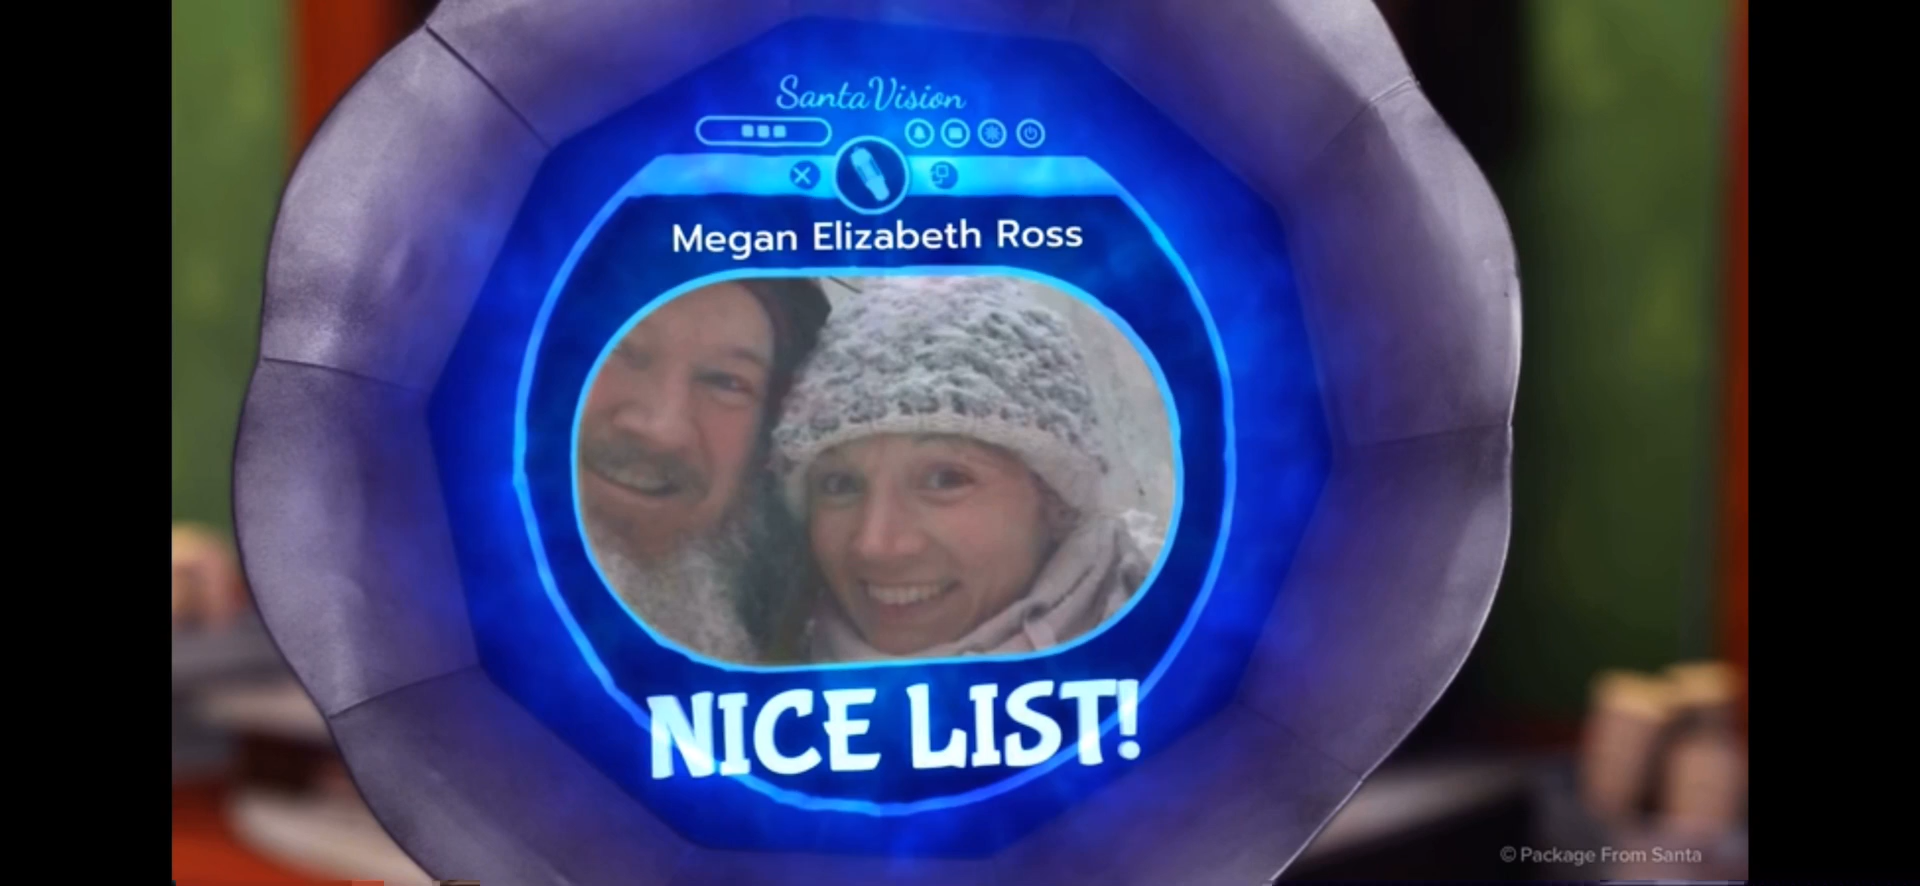 SantaVision
Megan Elizabeth Ross
NICE LIST!
© Package From Santa